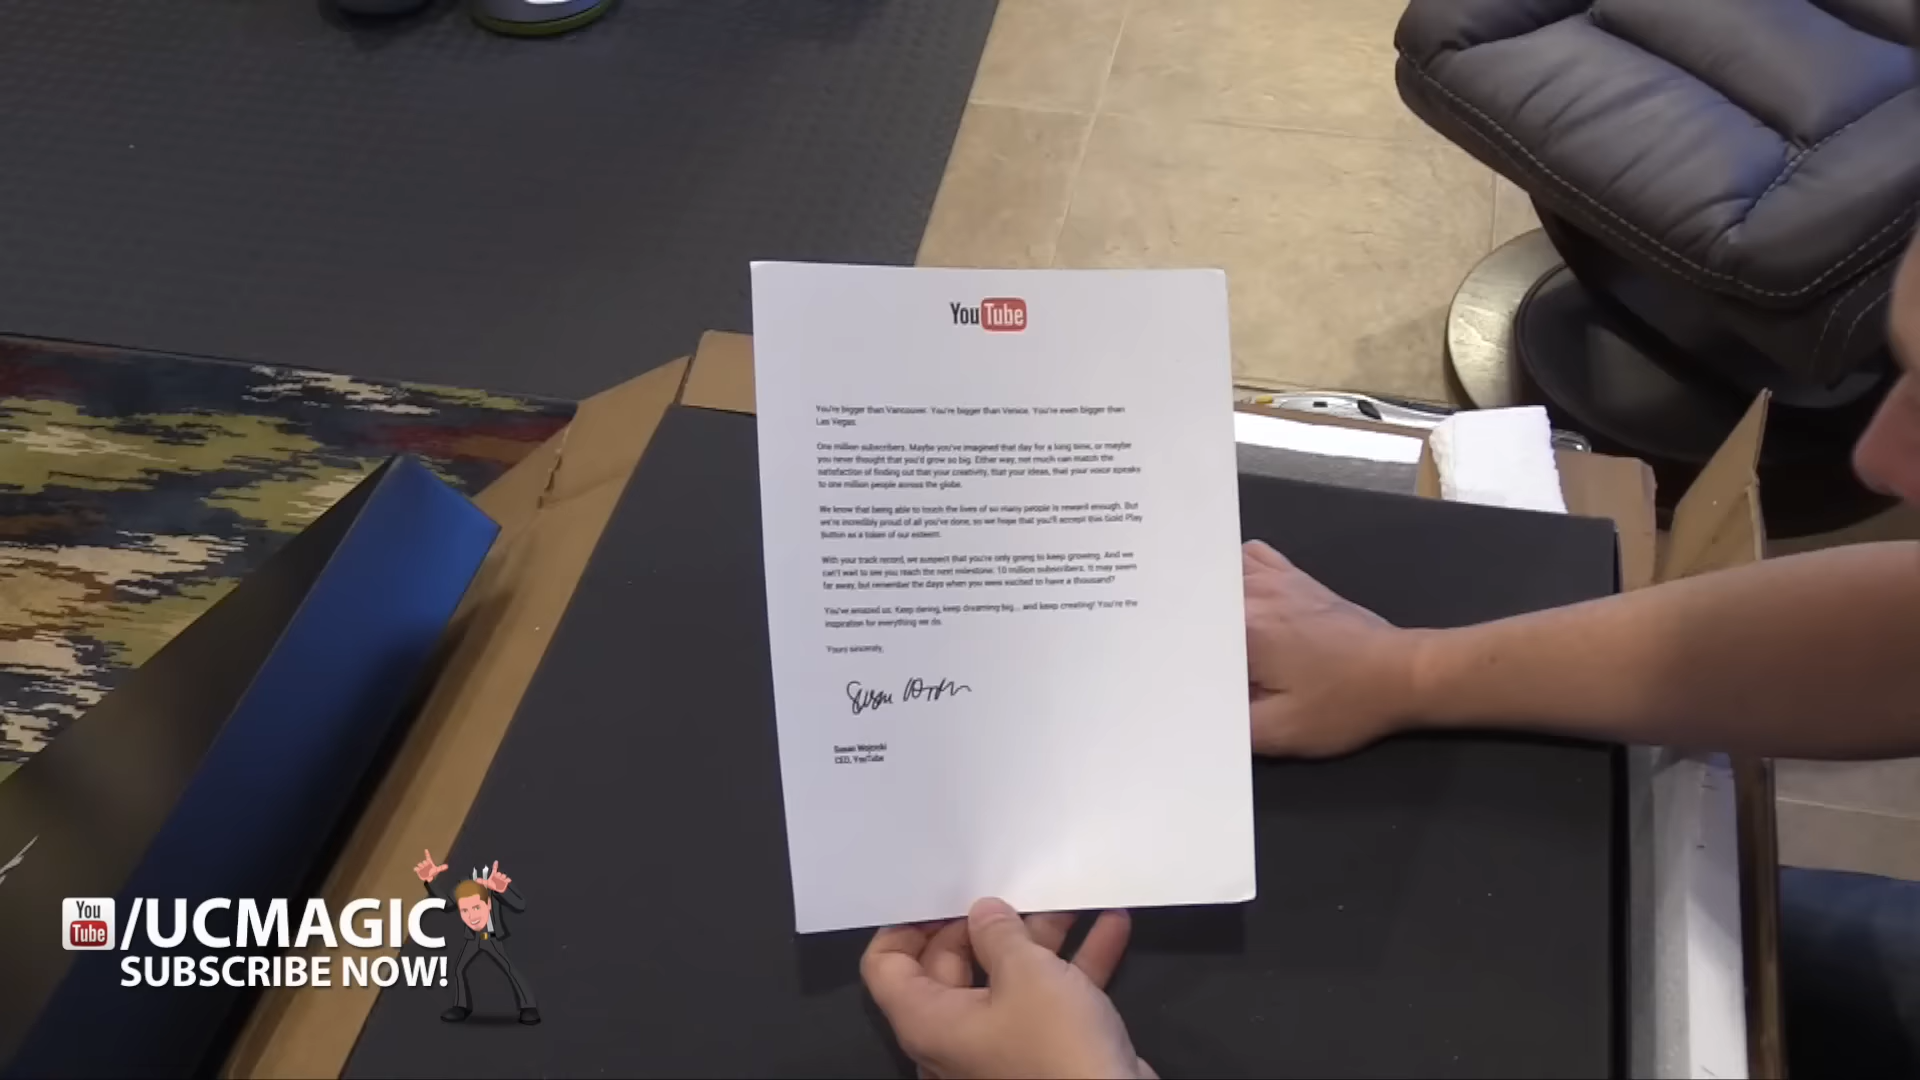 YouTube
You're bigger than Vancouver. You're bigger than Venice. You're even bigger than
Las Vegas.
One million subscribers. Maybe you've imagined that day for a long time, or maybe
you never thought that you'd grow so big. Either way, not much can match the
satisfaction of finding out that your creativity, that your ideas, that your voice speaks
to one million people across the globe.
We know that being able to touch the lives of so many people is reward enough. But
we're incredibly proud of all you've done, so we hope that you'll accept this Gold Play
Button as a token of our esteem.
With your track record, we suspect that you're only going to keep growing. And we
can't wait to see you reach the next milestone: 10 million subscribers. It may seem
far away, but remember the days when you were excited to have a thousand?
You've amazed us. Keep daring, keep dreaming big... and keep creating! You're the
inspiration for everything we do.
Yours sincerely,
Susan Wojcicki
CEO, YouTube
You
Tube
/UCMAGIC
SUBSCRIBE NOW!